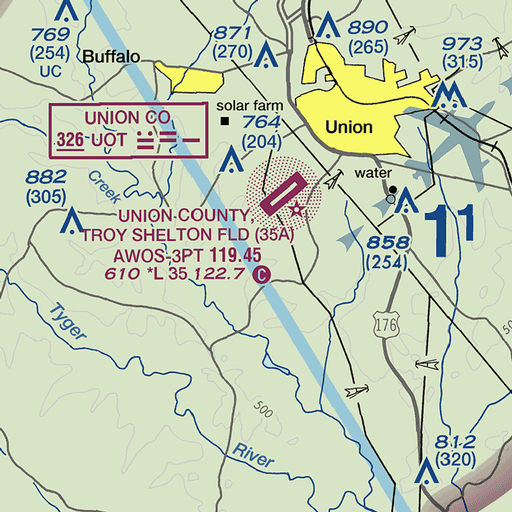 769
(254)
UC
Buffalo
871
(270)
890
(265)
973
(315)
UNION CO
326 UOT
solar farm
764
(204)
Union
water
882
(305)
Creek
UNION COUNTY,
TROY SHELTON FLD (35A)
AWOS-3PT 119.45
610 *L 35 122.7 C
858
(254)
1 1
176
Tyger
500
River
812
(320)